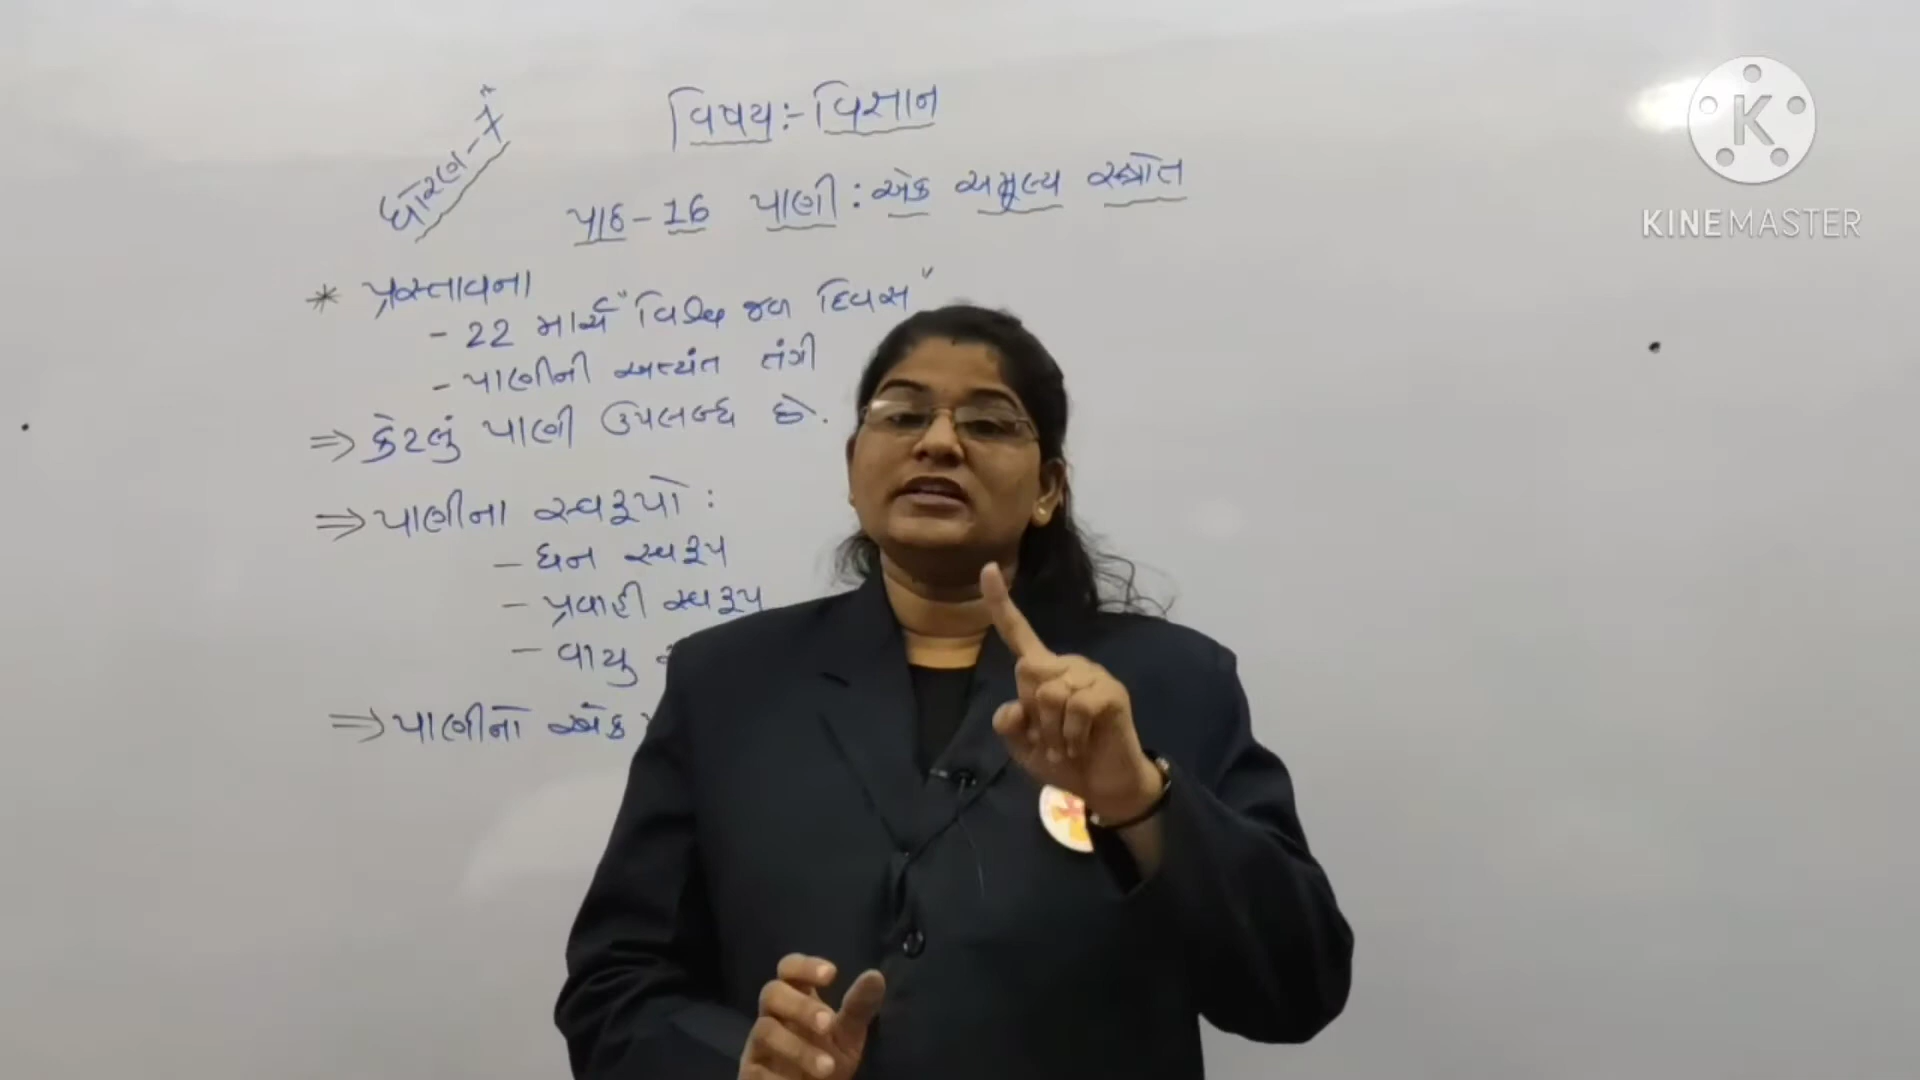 ધોરણ-7
વિષય:- વિજ્ઞાન
પાઠ-16 પાણી: એક અમૂલ્ય સ્ત્રોત
* પ્રસ્તાવના
- 22 માર્ચ "વિશ્વ જળ દિવસ"
- પાણીની અત્યંત તંગી
⇒ કેટલું પાણી ઉપલબ્ધ છે.
⇒ પાણીના સ્વરૂપો:
- ઘન સ્વરૂપ
- પ્રવાહી સ્વરૂપ
- વાયુ
⇒ પાણીનો એક
KINEMASTER